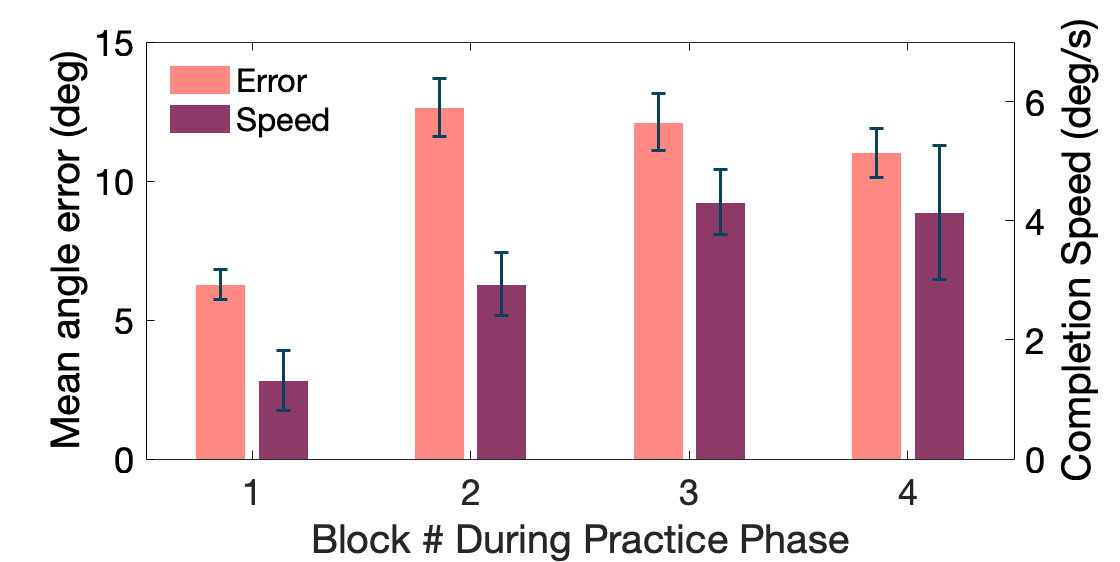 Mean angle error (deg)
15
10
5
0
Error
Speed
6
4
2
0
Completion Speed (deg/s)
1 2 3 4
Block # During Practice Phase